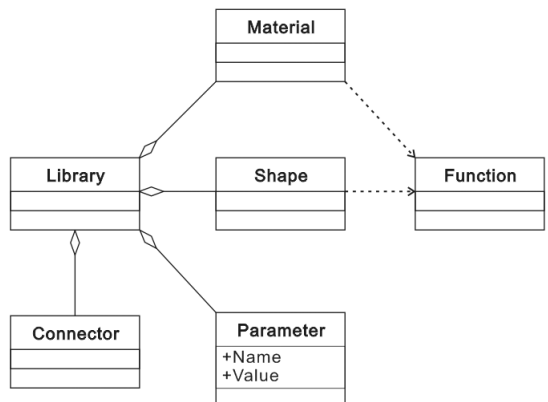 Material
Library
Shape
Function
Connector
Parameter
+Name
+Value